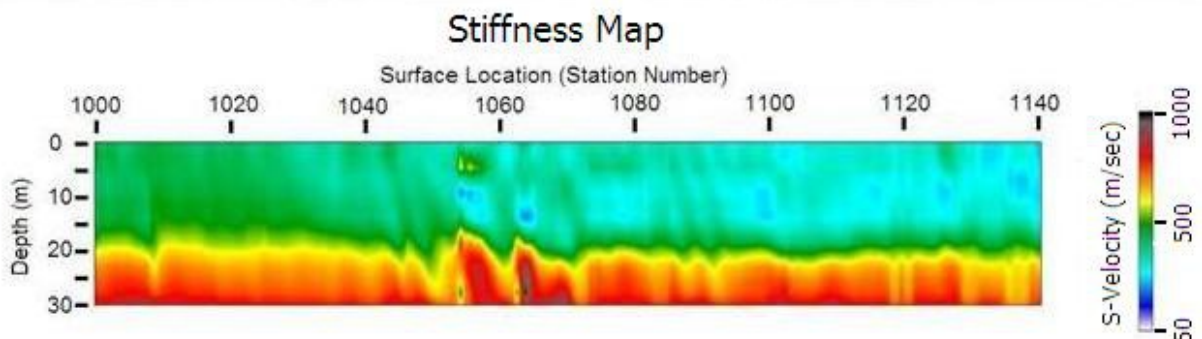 Stiffness Map
Surface Location (Station Number)
1000 1020 1040 1060 1080 1100 1120 1140
Depth (m)
0
10
20
30
S-Velocity (m/sec)
1000
500
50